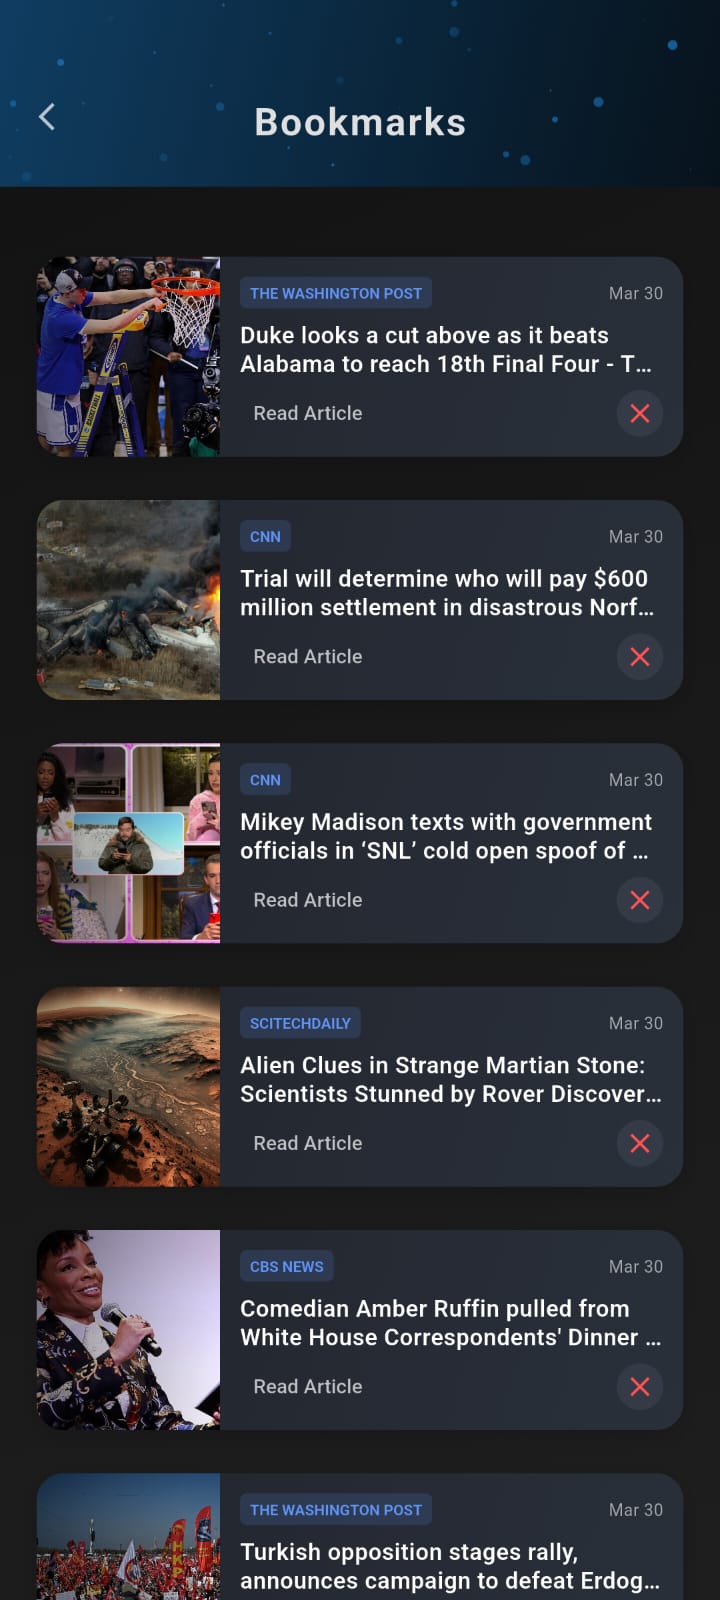 Bookmarks
THE WASHINGTON POST
Mar 30
Duke looks a cut above as it beats
Alabama to reach 18th Final Four - T...
Read Article
CNN
Mar 30
Trial will determine who will pay $600
million settlement in disastrous Norf...
Read Article
CNN
Mar 30
Mikey Madison texts with government
officials in ‘SNL’ cold open spoof of ...
Read Article
SCITECHDAILY
Mar 30
Alien Clues in Strange Martian Stone:
Scientists Stunned by Rover Discover...
Read Article
CBS NEWS
Mar 30
Comedian Amber Ruffin pulled from
White House Correspondents' Dinner ...
Read Article
HKP
THE WASHINGTON POST
Mar 30
Turkish opposition stages rally,
announces campaign to defeat Erdog...